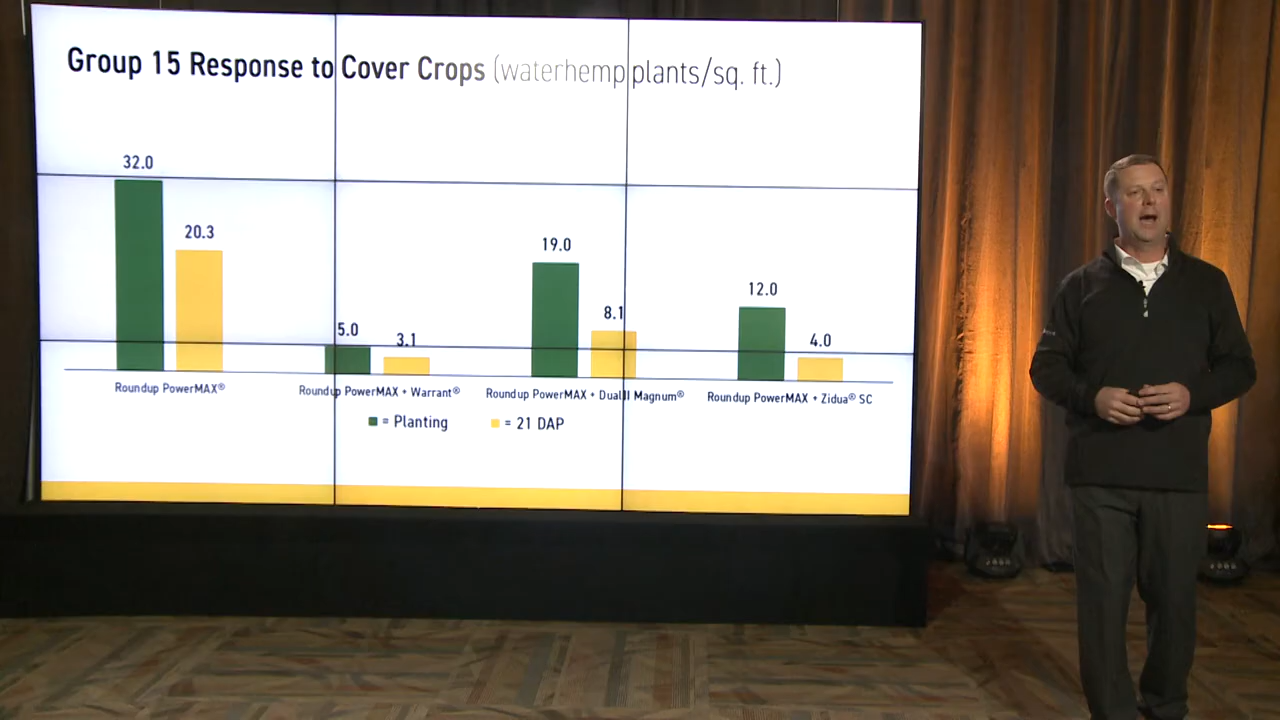 Group 15 Response to Cover Crops (waterhemp plants/sq. ft.)
32.0
20.3
5.0
3.1
19.0
8.1
12.0
4.0
Roundup PowerMAX®
Roundup PowerMAX + Warrant®
Roundup PowerMAX + Dual II Magnum®
Roundup PowerMAX + Zidua® SC
= Planting
= 21 DAP